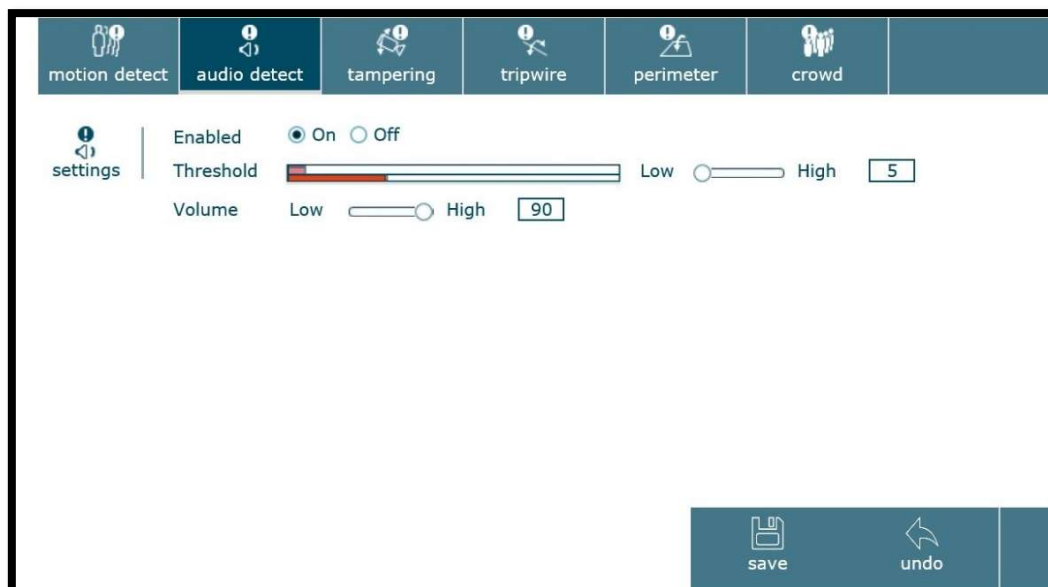 motion detect audio detect tampering tripwire perimeter crowd
settings
Enabled On Off
Threshold Low High 5
Volume Low High 90
save undo